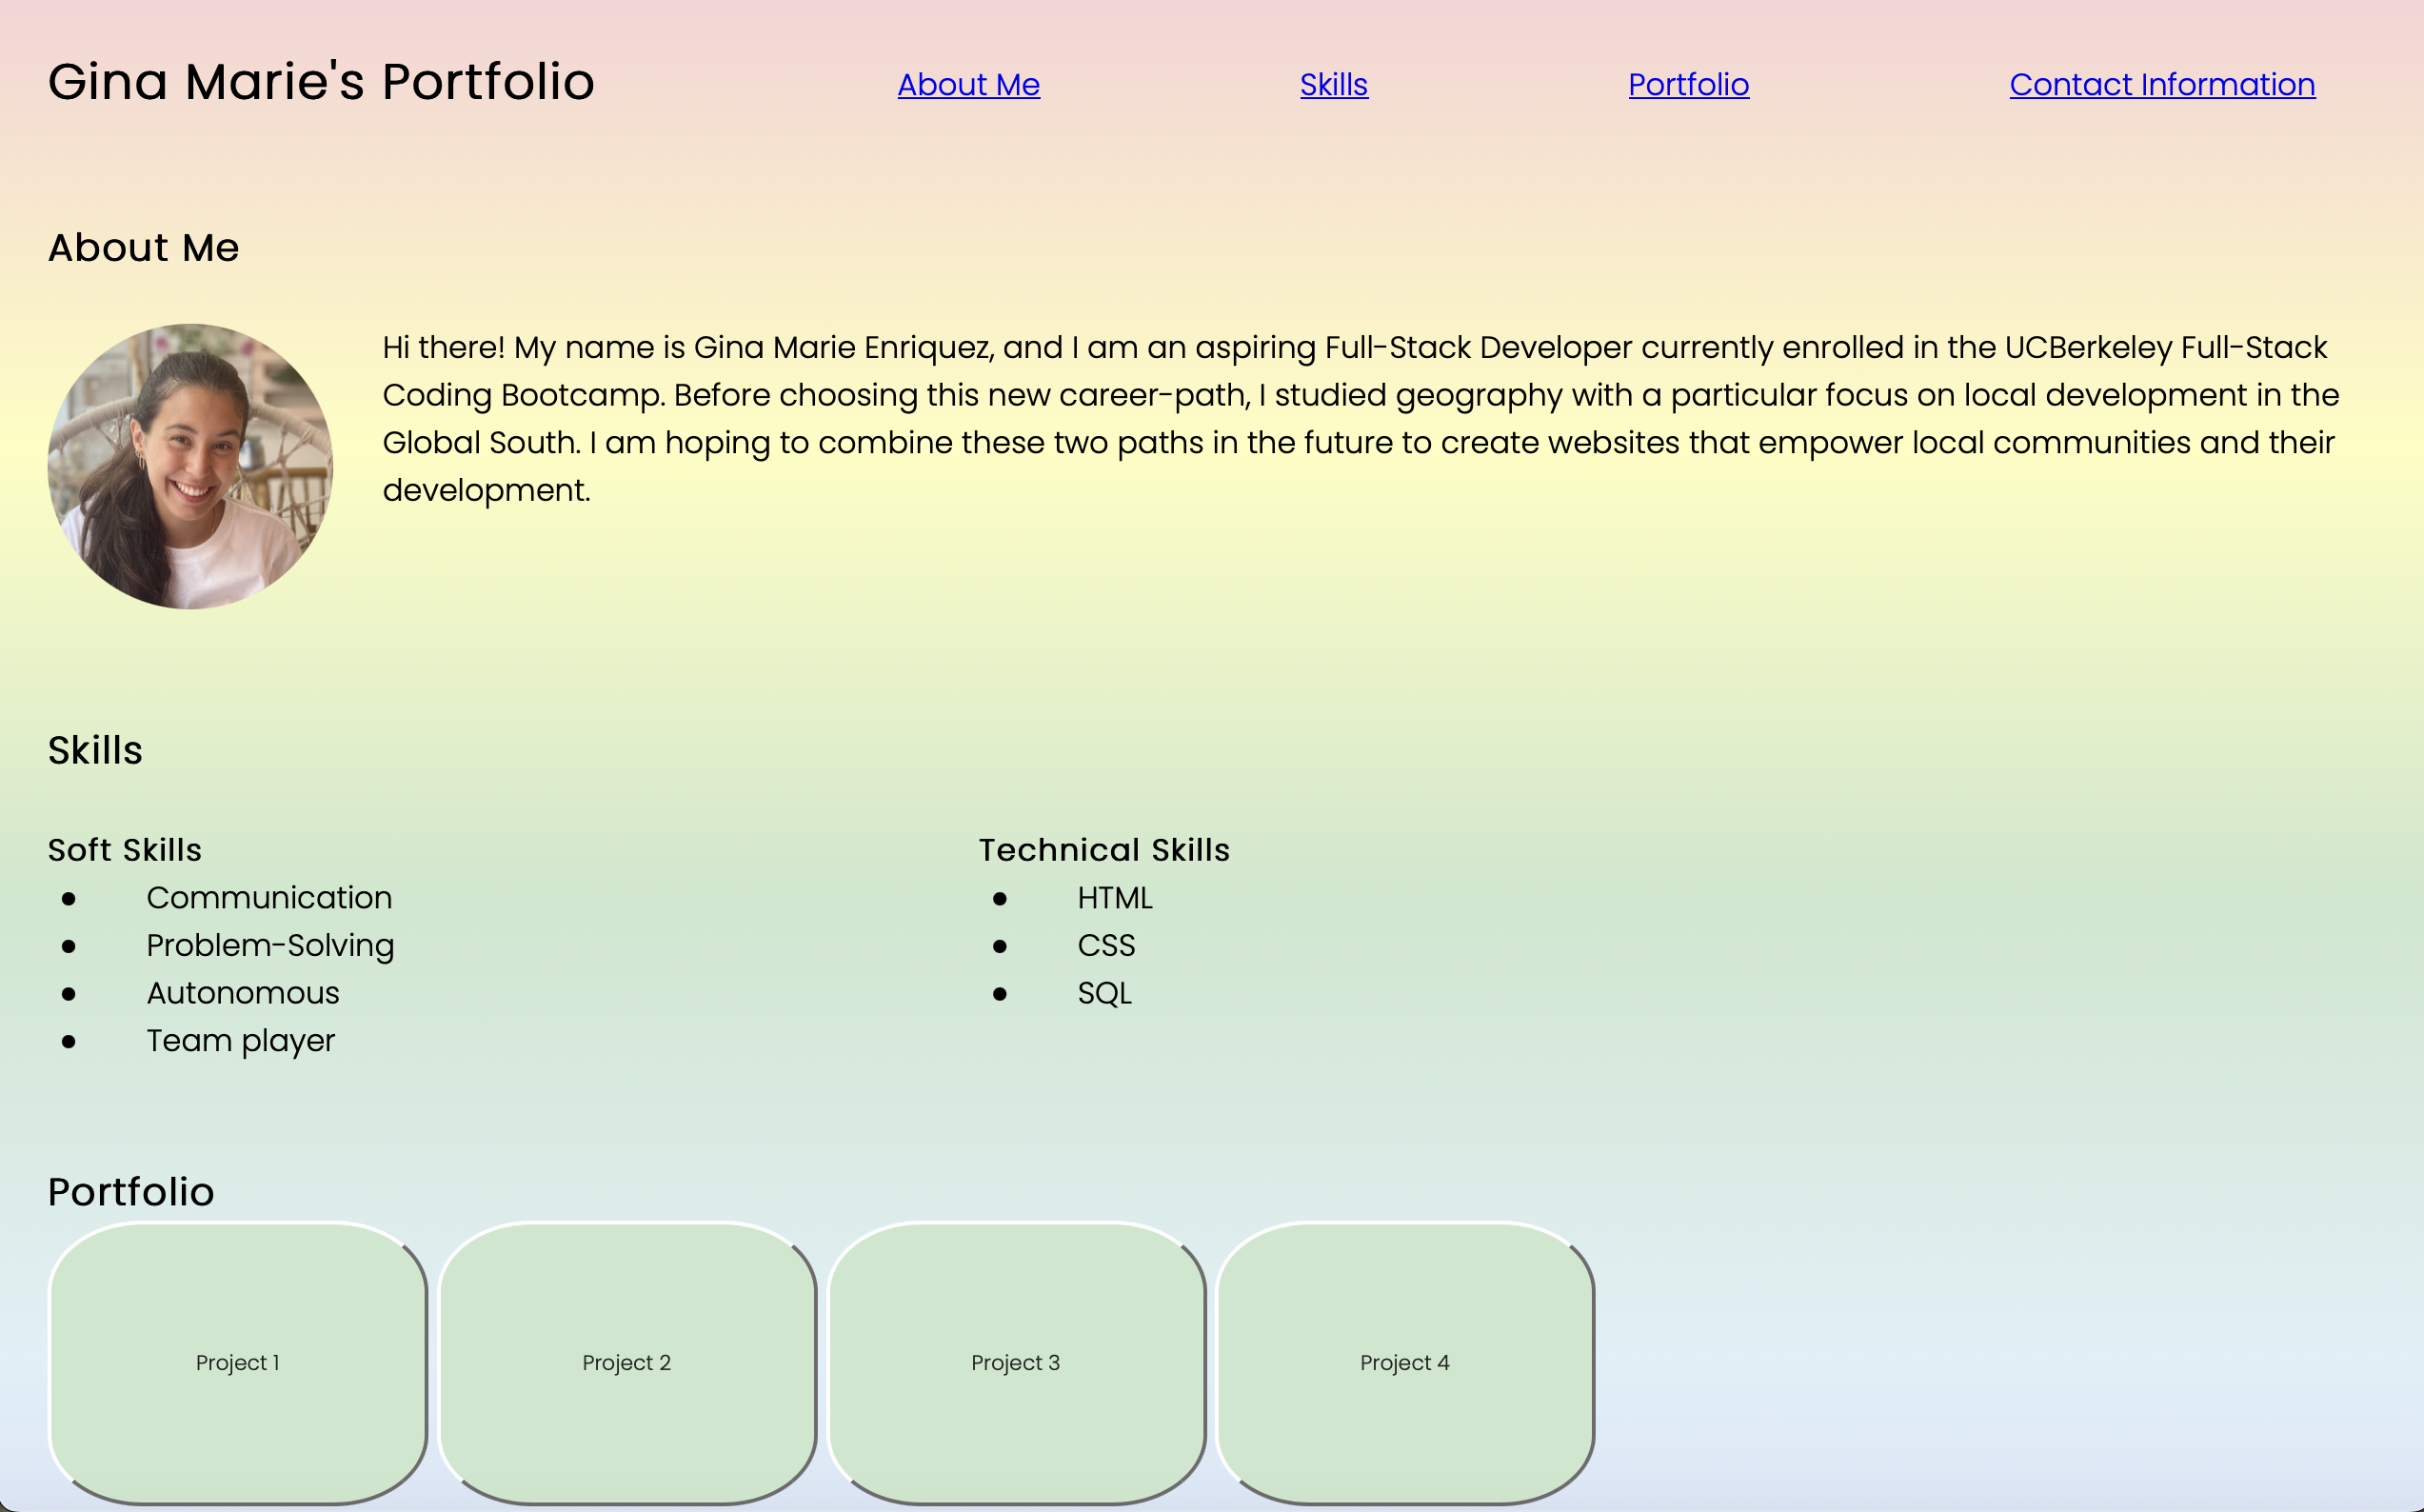 Gina Marie's Portfolio
About Me
Skills
Portfolio
Contact Information
About Me
Hi there! My name is Gina Marie Enriquez, and I am an aspiring Full-Stack Developer currently enrolled in the UCBerkeley Full-Stack
Coding Bootcamp. Before choosing this new career-path, I studied geography with a particular focus on local development in the
Global South. I am hoping to combine these two paths in the future to create websites that empower local communities and their
development.
Skills
Soft Skills
● Communication
● Problem-Solving
● Autonomous
● Team player
Technical Skills
● HTML
● CSS
● SQL
Portfolio
Project 1
Project 2
Project 3
Project 4